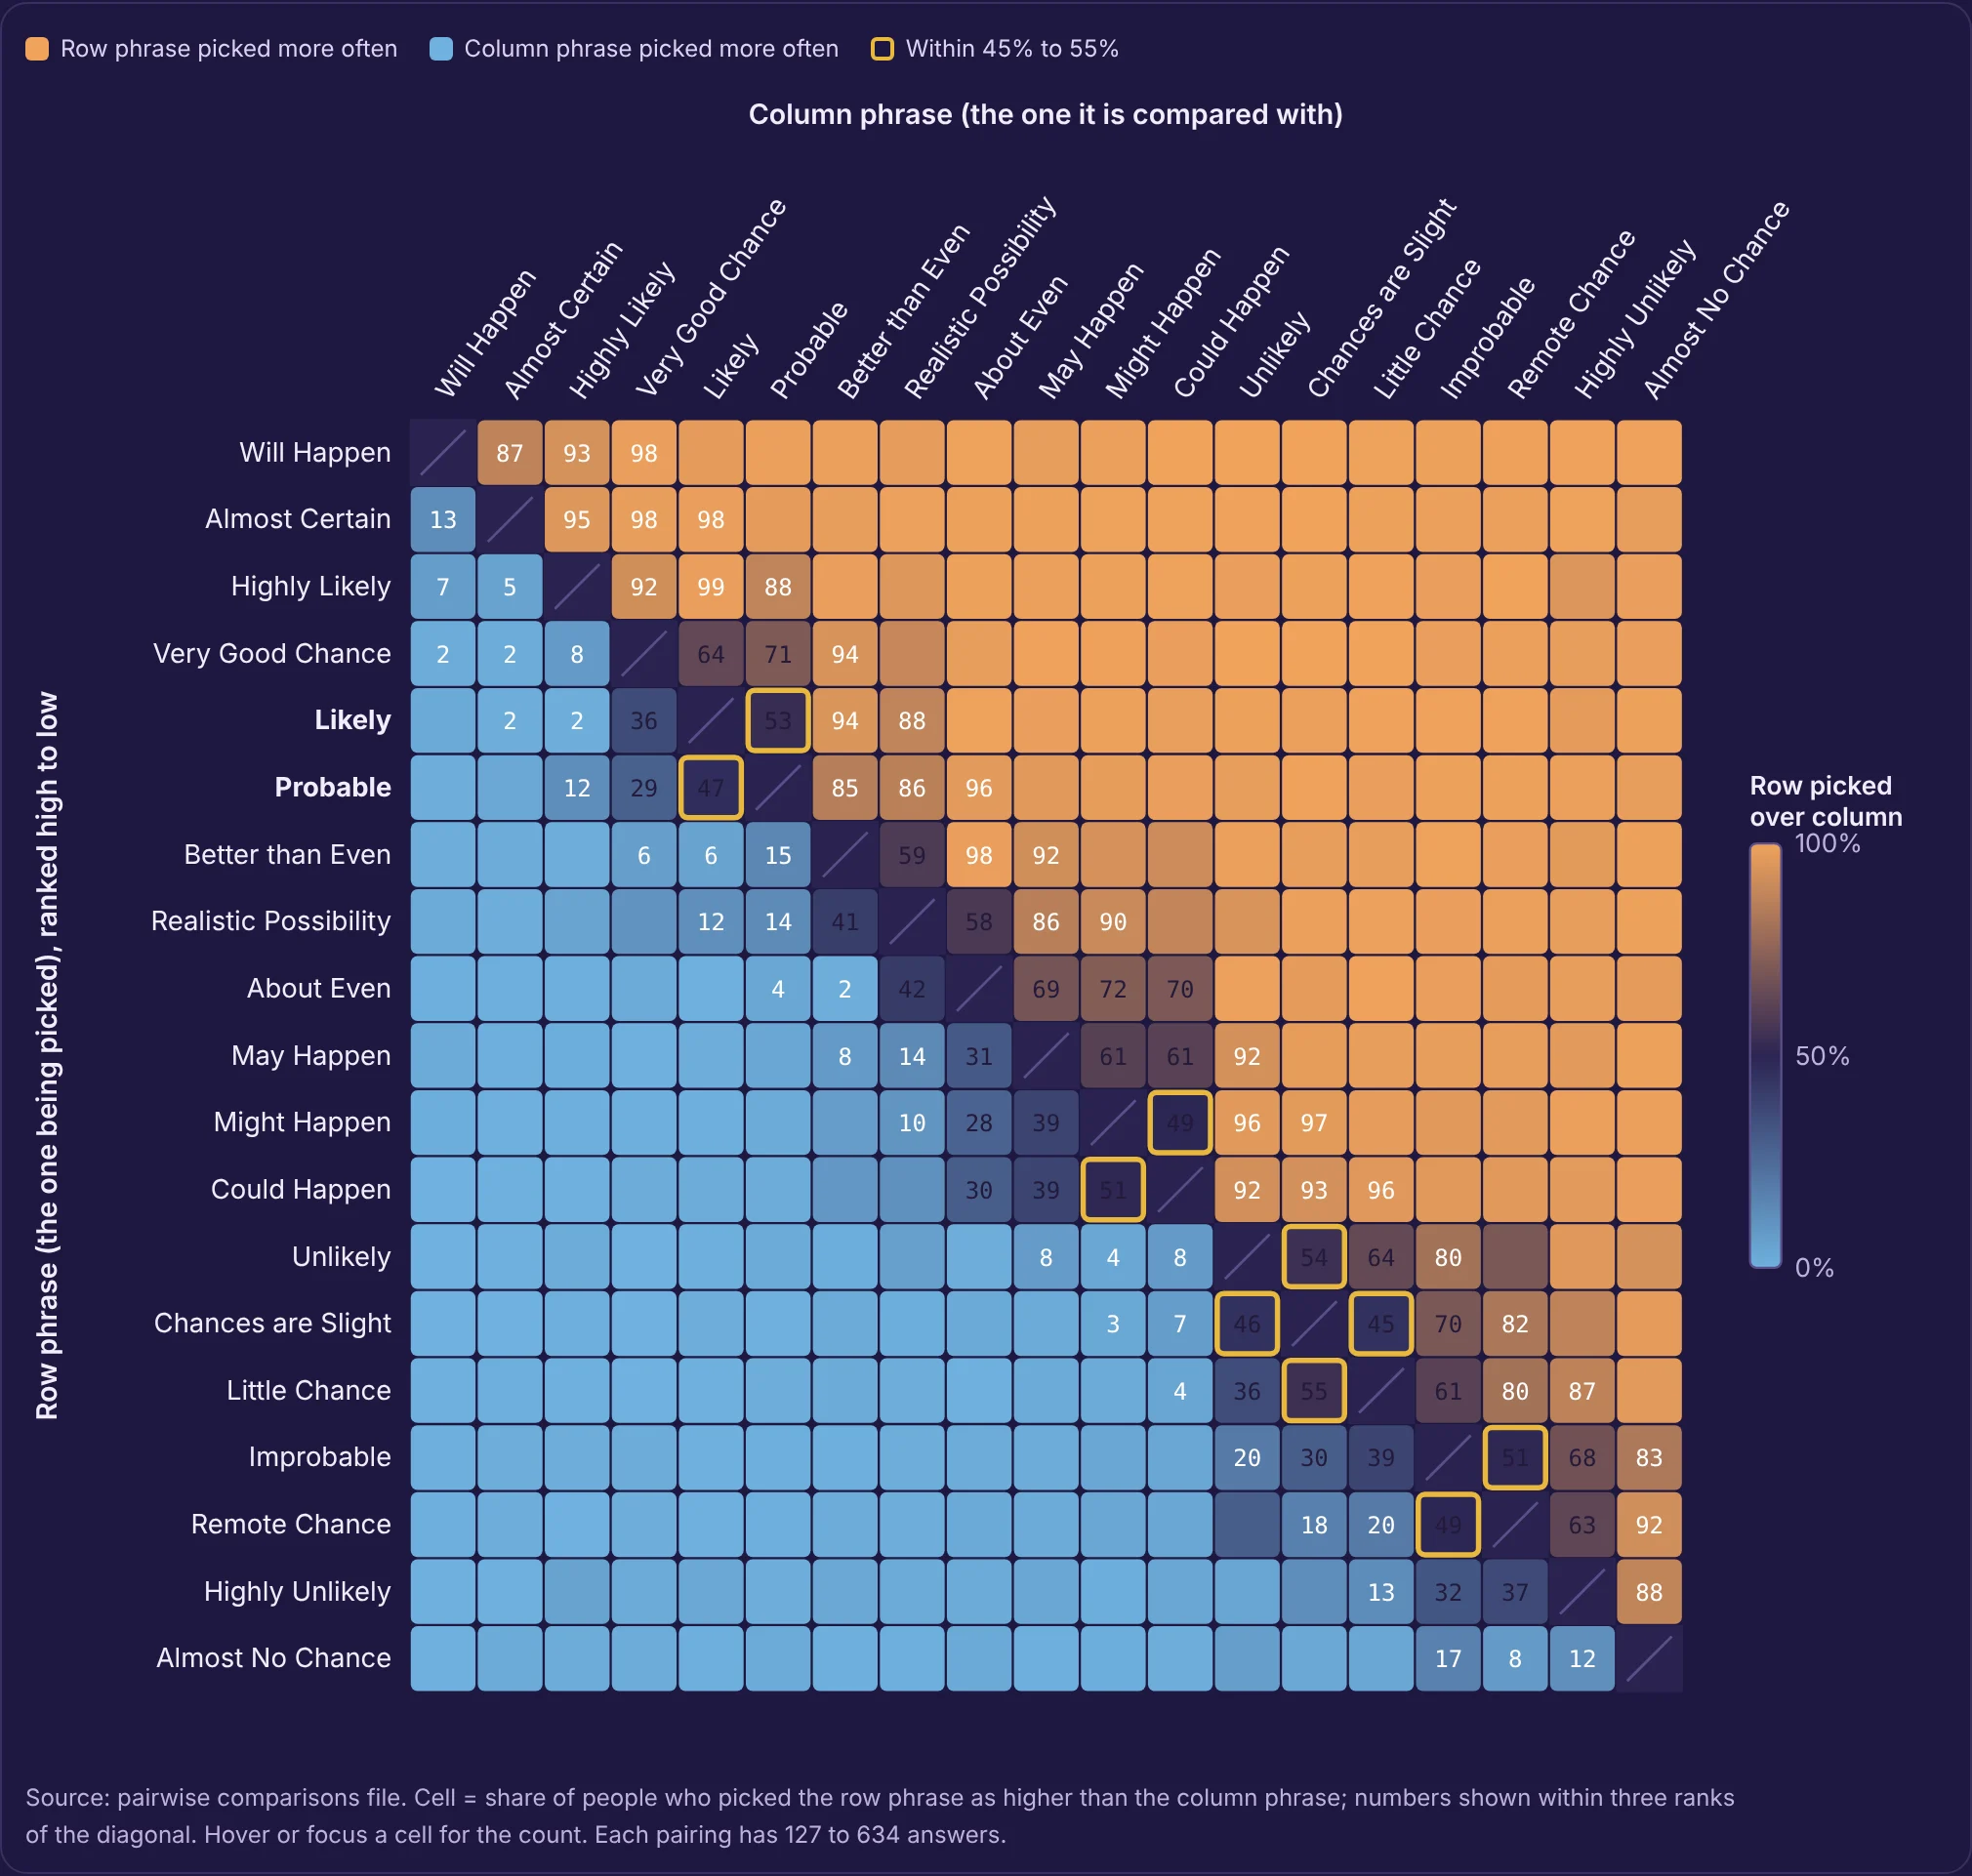 Row phrase picked more often Column phrase picked more often Within 45% to 55%
Column phrase (the one it is compared with)
Will Happen
Almost Certain
Highly Likely
Very Good Chance
Likely
Probable
Better than Even
Realistic Possibility
About Even
May Happen
Might Happen
Could Happen
Unlikely
Chances are Slight
Little Chance
Improbable
Remote Chance
Highly Unlikely
Almost No Chance
Row phrase (the one being picked), ranked high to low
Will Happen 87 93 98
Almost Certain 13 95 98 98
Highly Likely 7 5 92 99 88
Very Good Chance 2 2 8 64 71 94
Likely 2 2 36 53 94 88
Probable 12 29 47 85 86 96
Better than Even 6 6 15 59 98 92
Realistic Possibility 12 14 41 58 86 90
About Even 4 2 42 69 72 70
May Happen 8 14 31 61 61 92
Might Happen 10 28 39 49 96 97
Could Happen 30 39 51 92 93 96
Unlikely 8 4 8 54 64 80
Chances are Slight 3 7 46 45 70 82
Little Chance 4 36 55 61 80 87
Improbable 20 30 39 51 68 83
Remote Chance 18 20 49 63 92
Highly Unlikely 13 32 37 88
Almost No Chance 17 8 12
Row picked
over column
100%
50%
0%
Source: pairwise comparisons file. Cell = share of people who picked the row phrase as higher than the column phrase; numbers shown within three ranks
of the diagonal. Hover or focus a cell for the count. Each pairing has 127 to 634 answers.